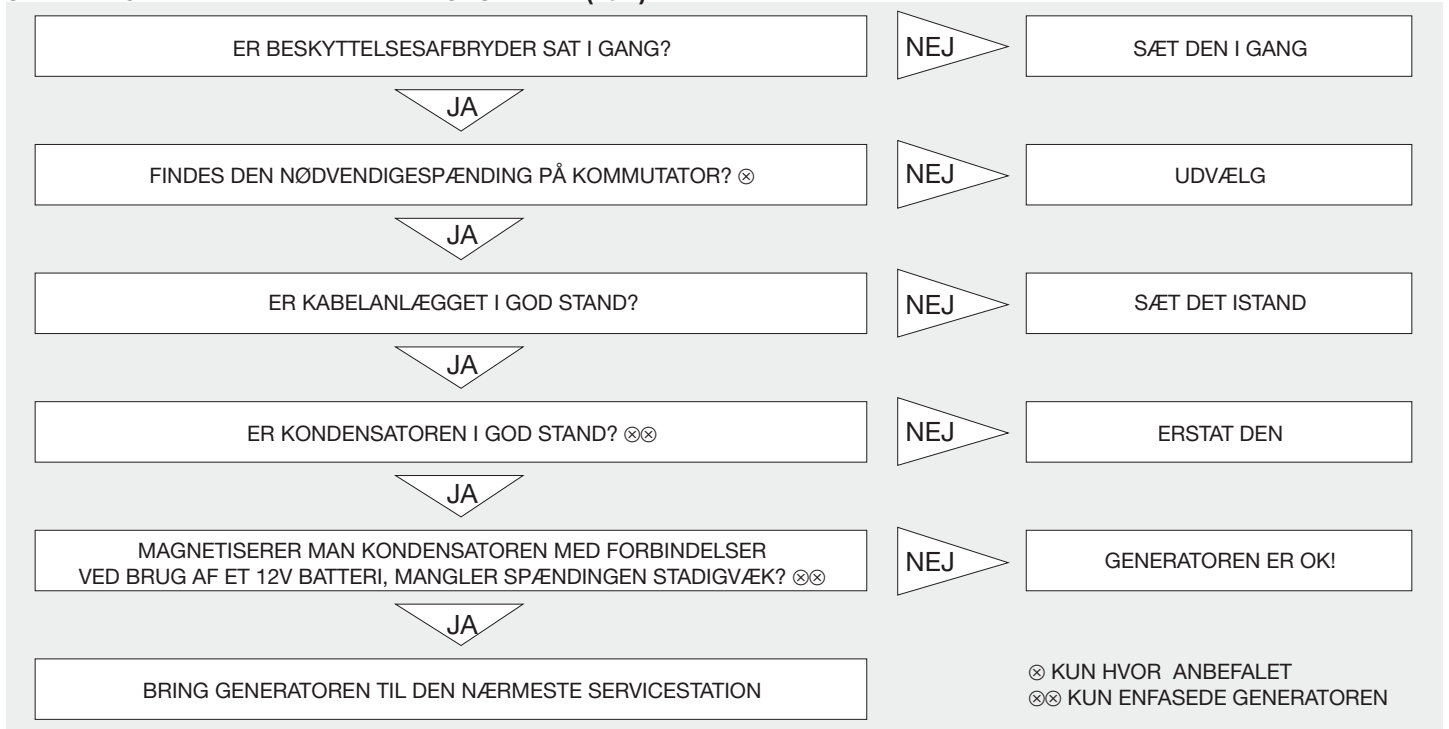 ER BESKYTTELSESAFBRYDER SAT I GANG?
NEJ
SÆT DEN I GANG
JA
FINDES DEN NØDVENDIGESPÆNDING PÅ KOMMUTATOR? ⊗
NEJ
UDVÆLG
JA
ER KABELANLÆGGET I GOD STAND?
NEJ
SÆT DET ISTAND
JA
ER KONDENSATOREN I GOD STAND? ⊗⊗
NEJ
ERSTAT DEN
JA
MAGNETISERER MAN KONDENSATOREN MED FORBINDELSER
VED BRUG AF ET 12V BATTERI, MANGLER SPÆNDINGEN STADIGVÆK? ⊗⊗
NEJ
GENERATOREN ER OK!
JA
BRING GENERATOREN TIL DEN NÆRMESTE SERVICESTATION
⊗ KUN HVOR ANBEFALET
⊗⊗ KUN ENFASEDE GENERATOREN